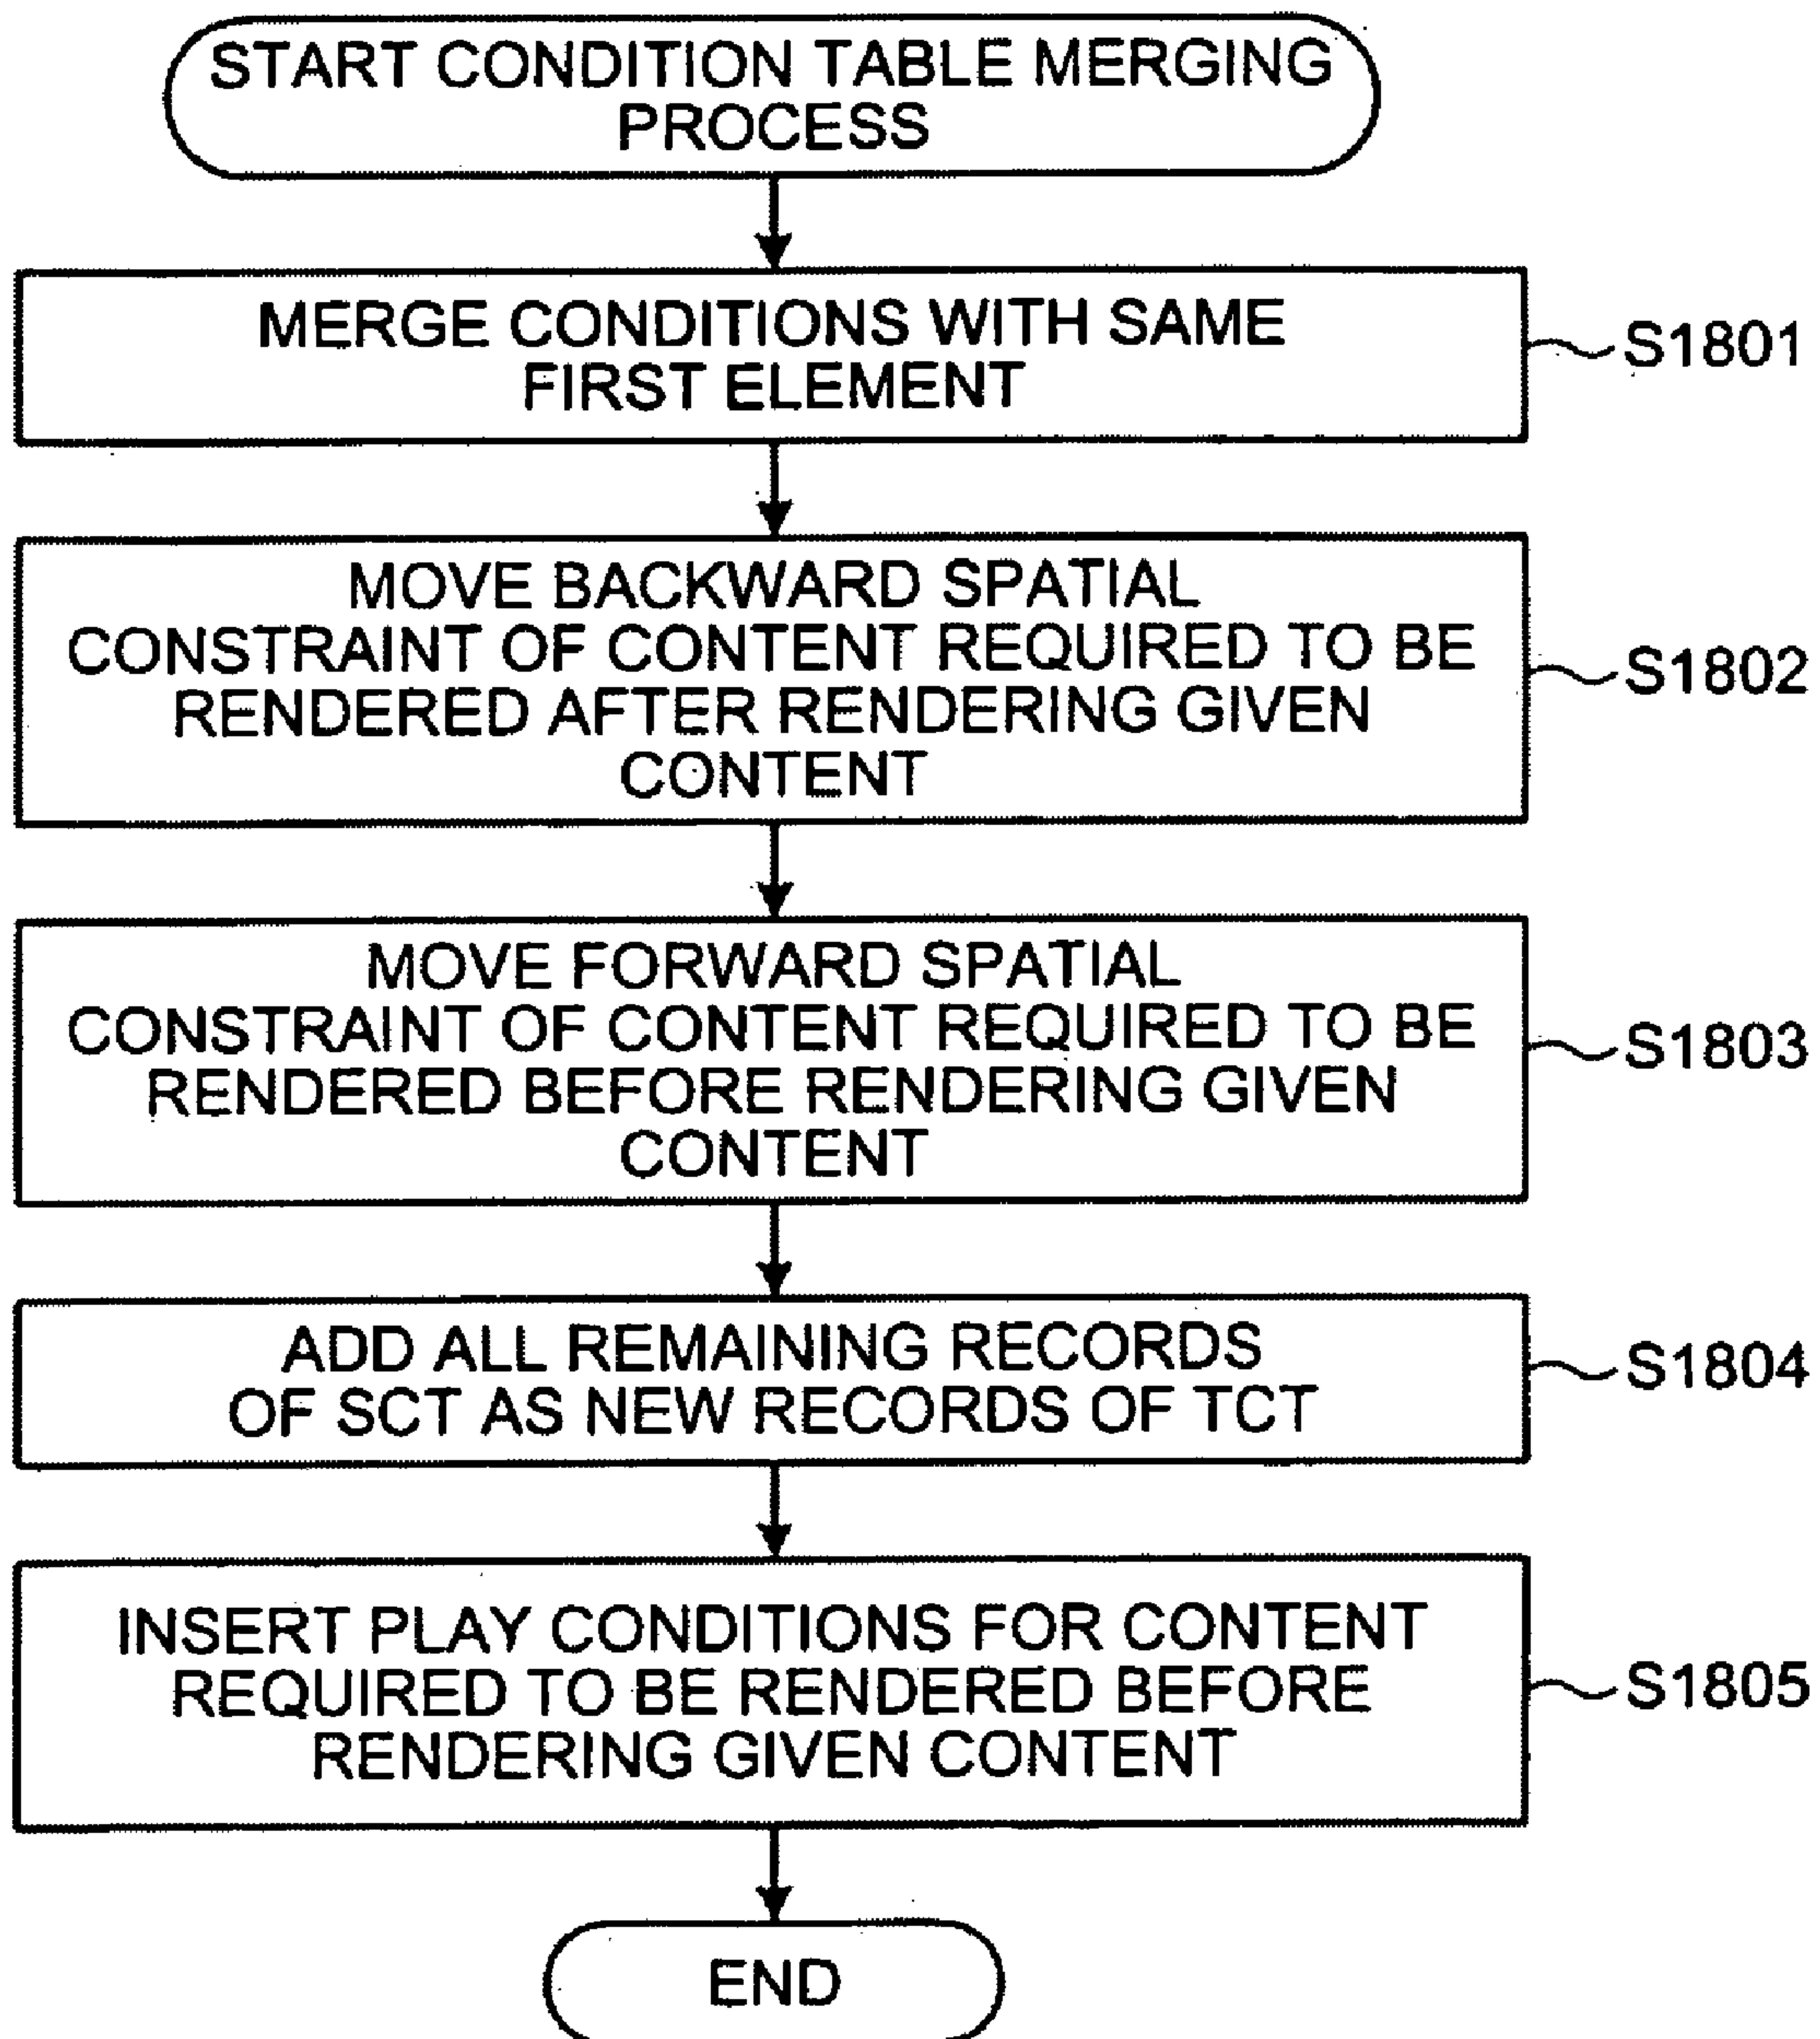 START CONDITION TABLE MERGING
PROCESS
MERGE CONDITIONS WITH SAME
FIRST ELEMENT
S1801
MOVE BACKWARD SPATIAL
CONSTRAINT OF CONTENT REQUIRED TO BE
RENDERED AFTER RENDERING GIVEN
CONTENT
S1802
MOVE FORWARD SPATIAL
CONSTRAINT OF CONTENT REQUIRED TO BE
RENDERED BEFORE RENDERING GIVEN
CONTENT
S1803
ADD ALL REMAINING RECORDS
OF SCT AS NEW RECORDS OF TCT
S1804
INSERT PLAY CONDITIONS FOR CONTENT
REQUIRED TO BE RENDERED BEFORE
RENDERING GIVEN CONTENT
S1805
END